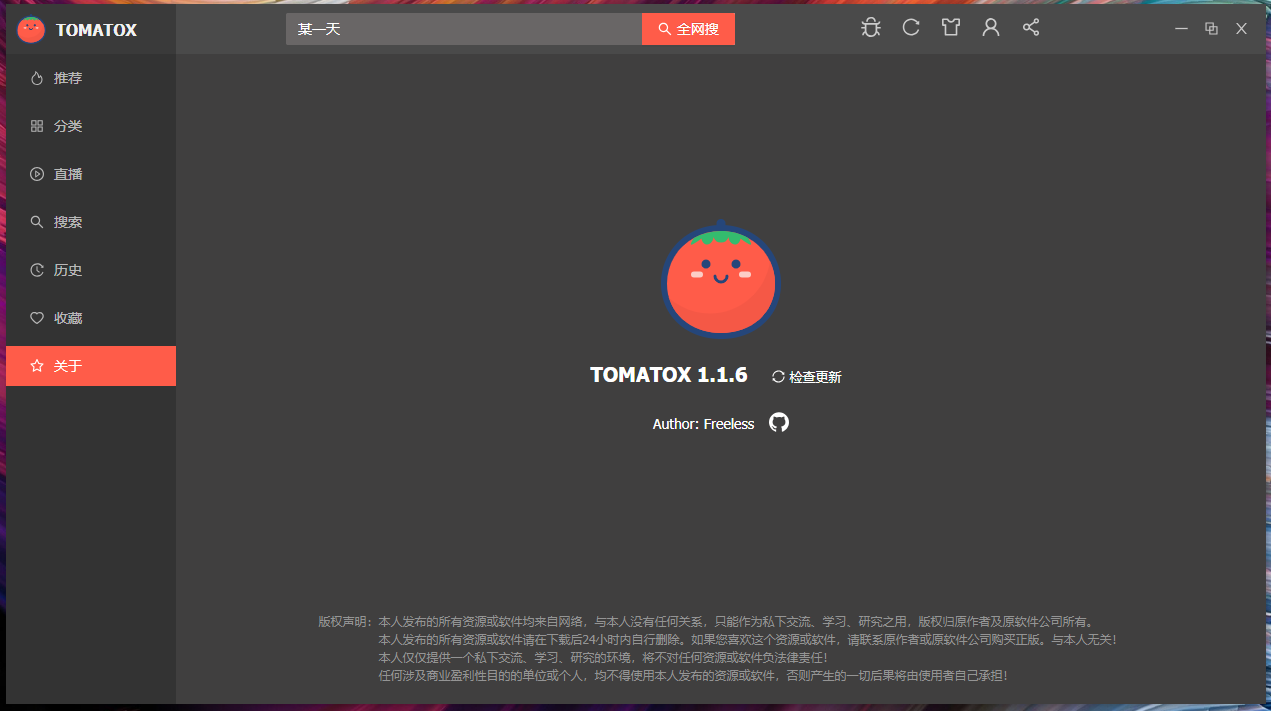 TOMATOX
某一天
全网搜
推荐
分类
直播
搜索
历史
收藏
关于
TOMATOX 1.1.6
检查更新
Author: Freeless
版权声明：本人发布的所有资源或软件均来自网络，与本人没有任何关系，只能作为私下交流、学习、研究之用，版权归原作者及原软件公司所有。
本人发布的所有资源或软件请在下载后24小时内自行删除。如果您喜欢这个资源或软件，请联系原作者或原软件公司购买正版。与本人无关！
本人仅仅提供一个私下交流、学习、研究的环境，将不对任何资源或软件负法律责任！
任何涉及商业盈利性目的的单位或个人，均不得使用本人发布的资源或软件，否则产生的一切后果将由使用者自己承担！